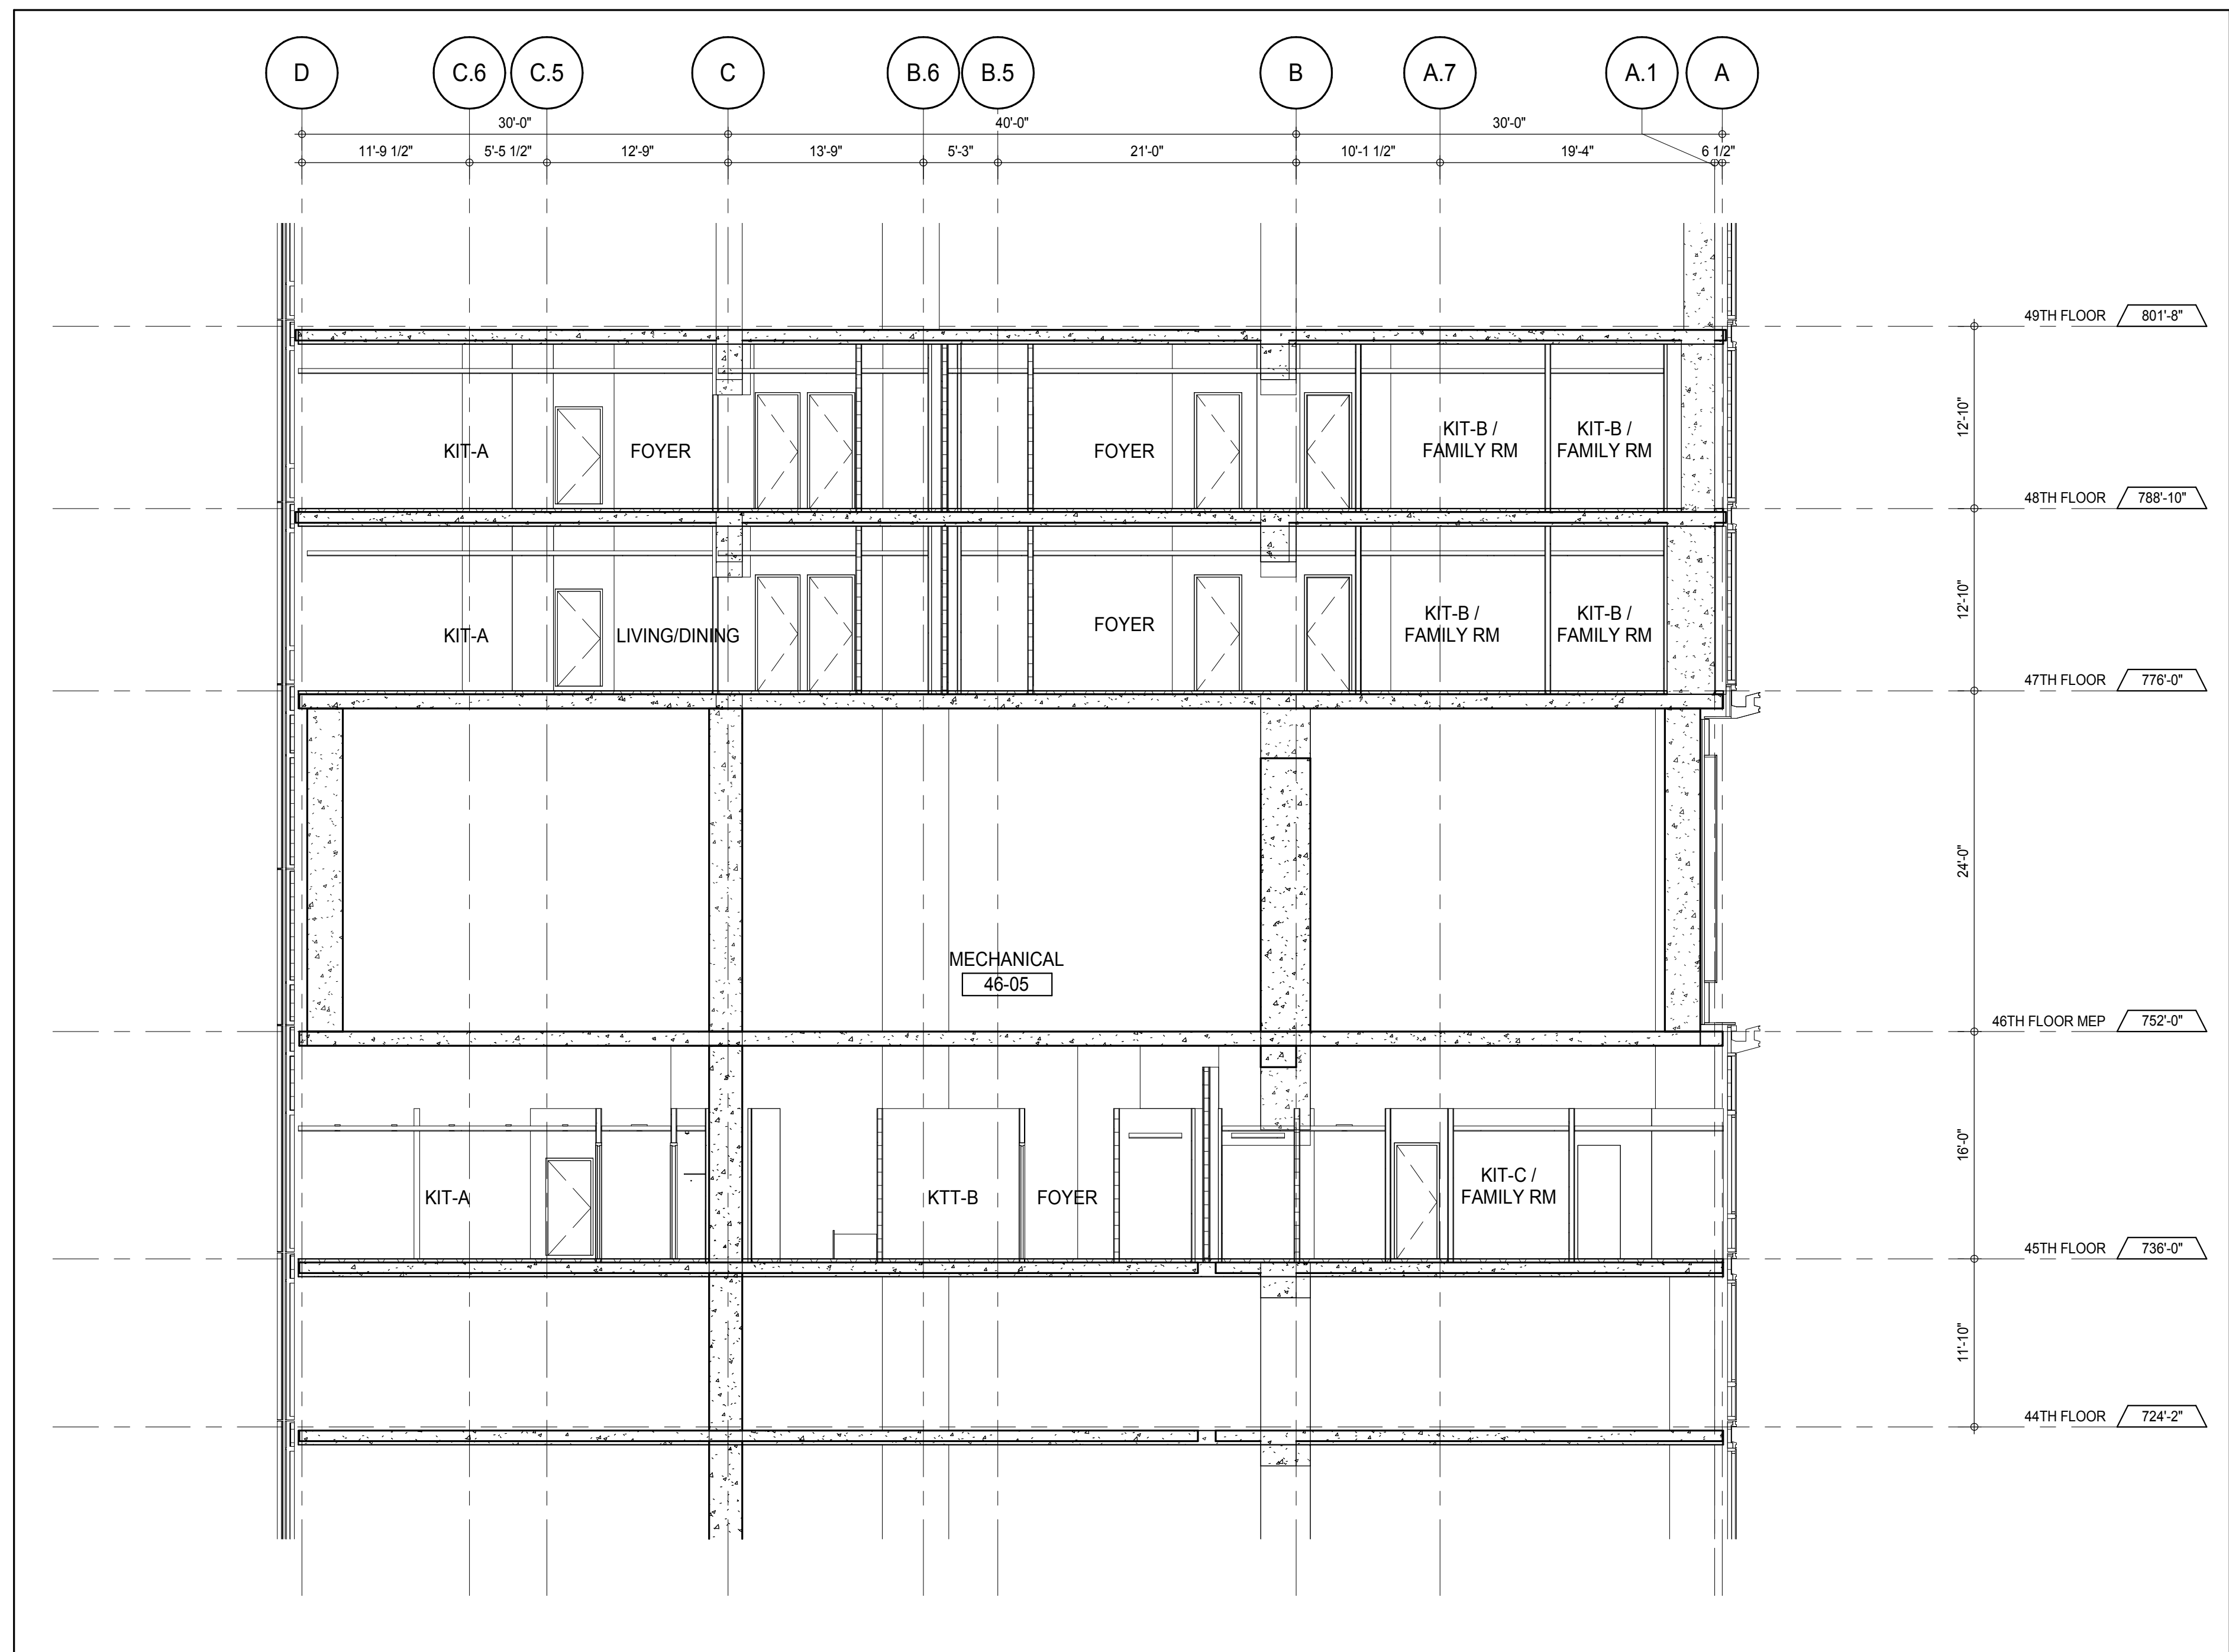 D C.6 C.5 C B.6 B.5 B A.7 A.1 A
30'-0" 40'-0" 30'-0"
11'-9 1/2" 5'-5 1/2" 12'-9" 13'-9" 5'-3" 21'-0" 10'-1 1/2" 19'-4" 6 1/2"
49TH FLOOR 801'-8"
12'-10"
KIT-A FOYER FOYER
KIT-B /
FAMILY RM
KIT-B /
FAMILY RM
48TH FLOOR 788'-10"
12'-10"
KIT-A LIVING/DINING FOYER
KIT-B /
FAMILY RM
KIT-B /
FAMILY RM
47TH FLOOR 776'-0"
24'-0"
MECHANICAL
46-05
46TH FLOOR MEP 752'-0"
16'-0"
KIT-A KTT-B FOYER
KIT-C /
FAMILY RM
45TH FLOOR 736'-0"
11'-10"
44TH FLOOR 724'-2"